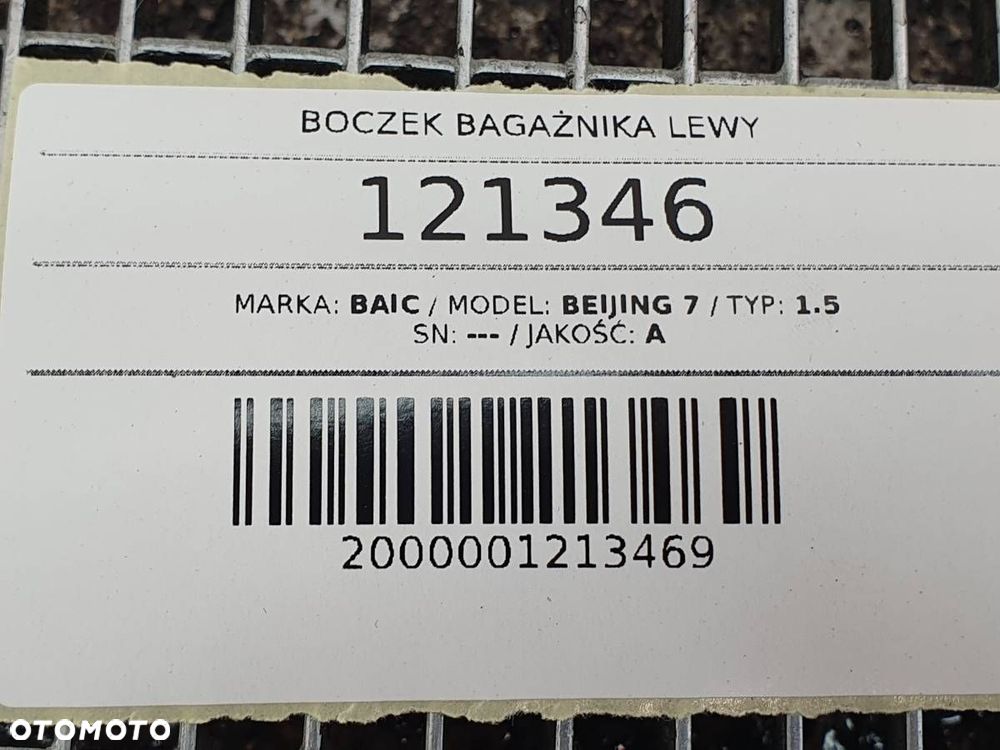 BOCZEK BAGAŻNIKA LEWY
121346
MARKA: BAIC / MODEL: BEIJING 7 / TYP: 1.5
SN: --- / JAKOŚĆ: A
2000001213469
OTOMOTO